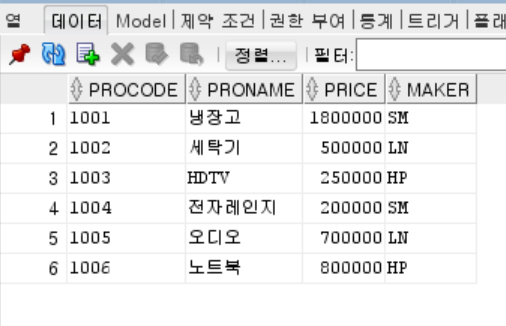 열 데이터 Model 제약 조건 권한 부여 통계 트리거 플래
정렬... 필터:
PROCODE PRONAME PRICE MAKER
1 1001 냉장고 1800000 SM
2 1002 세탁기 500000 LN
3 1003 HDTV 250000 HP
4 1004 전자레인지 200000 SM
5 1005 오디오 700000 LN
6 1006 노트북 800000 HP